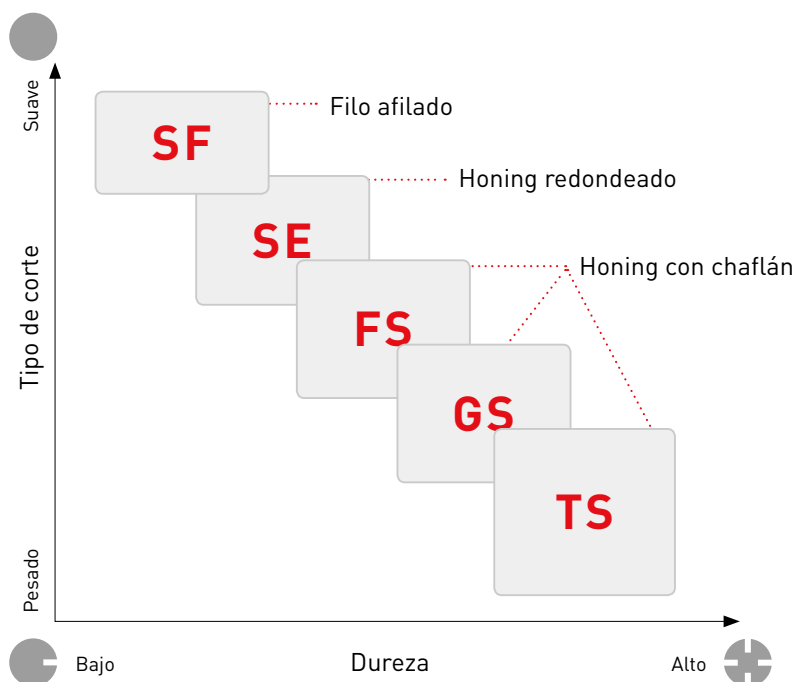 Suave
Filo afilado
SF
Honing redondeado
SE
Tipo de corte
Honing con chaflán
FS
GS
TS
Pesado
Bajo
Dureza
Alto